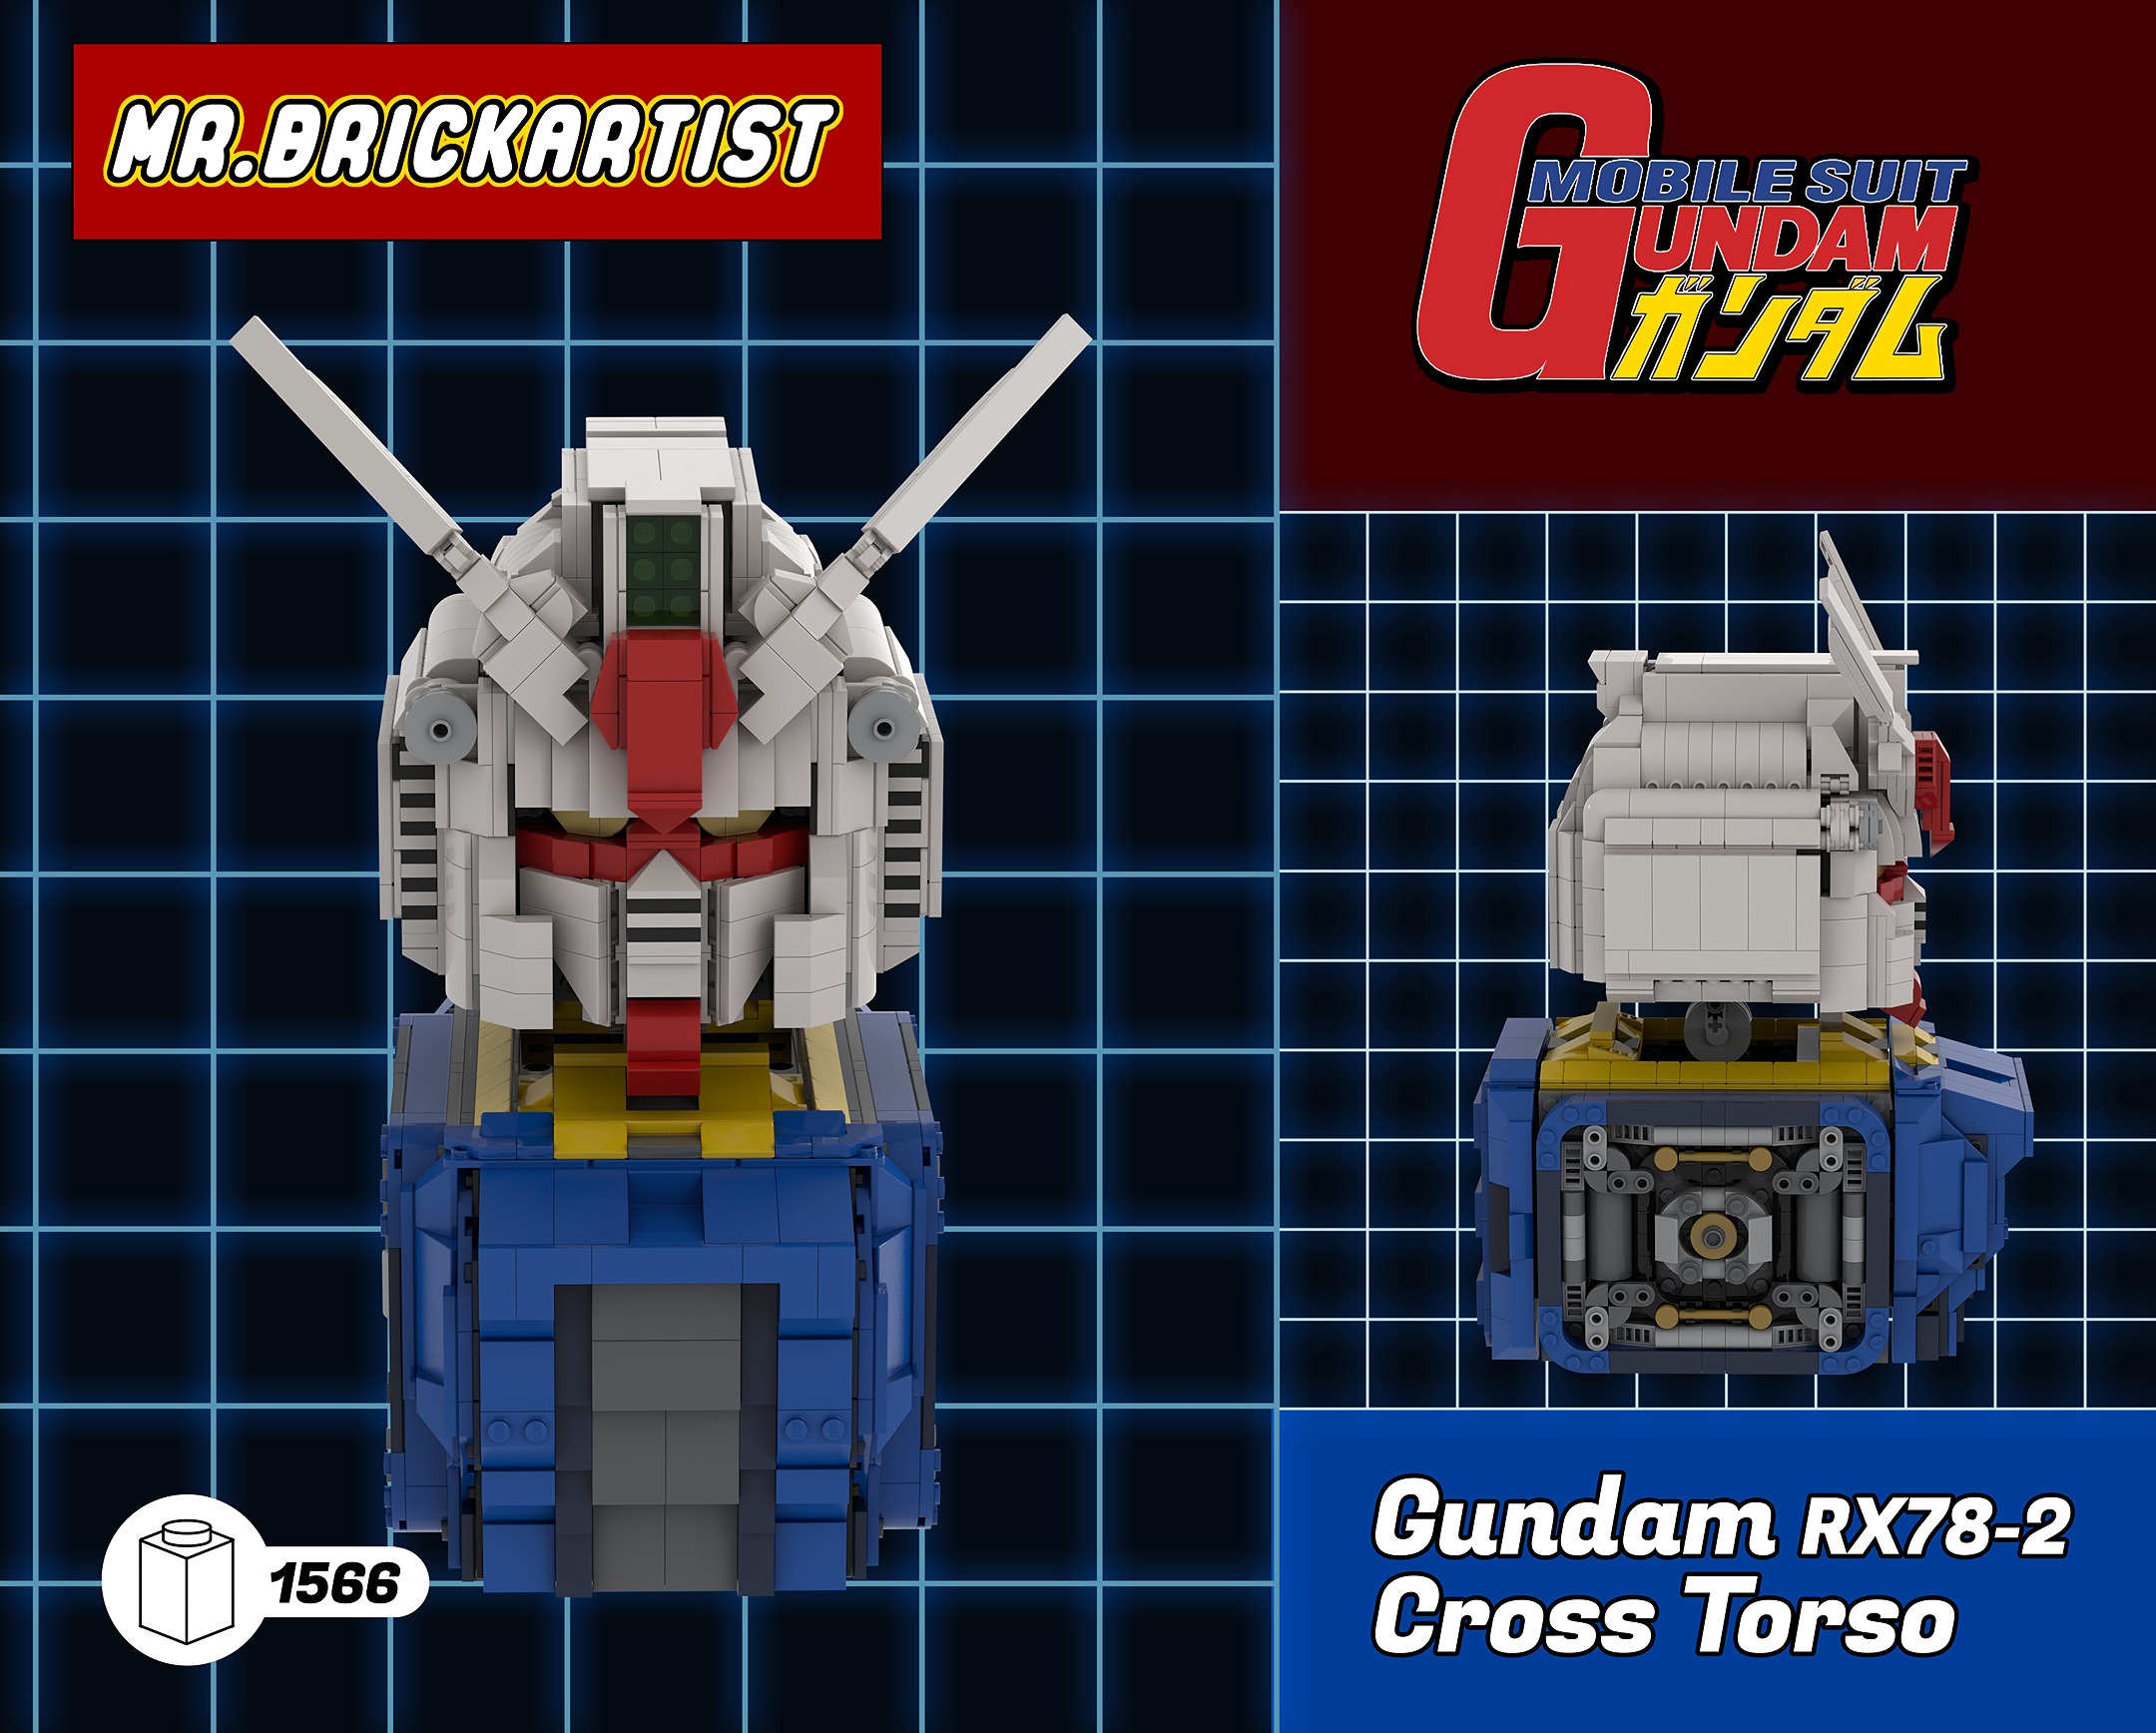 MR.BRICKARTIST
MOBILE SUIT
GUNDAM
ガンダム
1566
Gundam RX78-2
Cross Torso